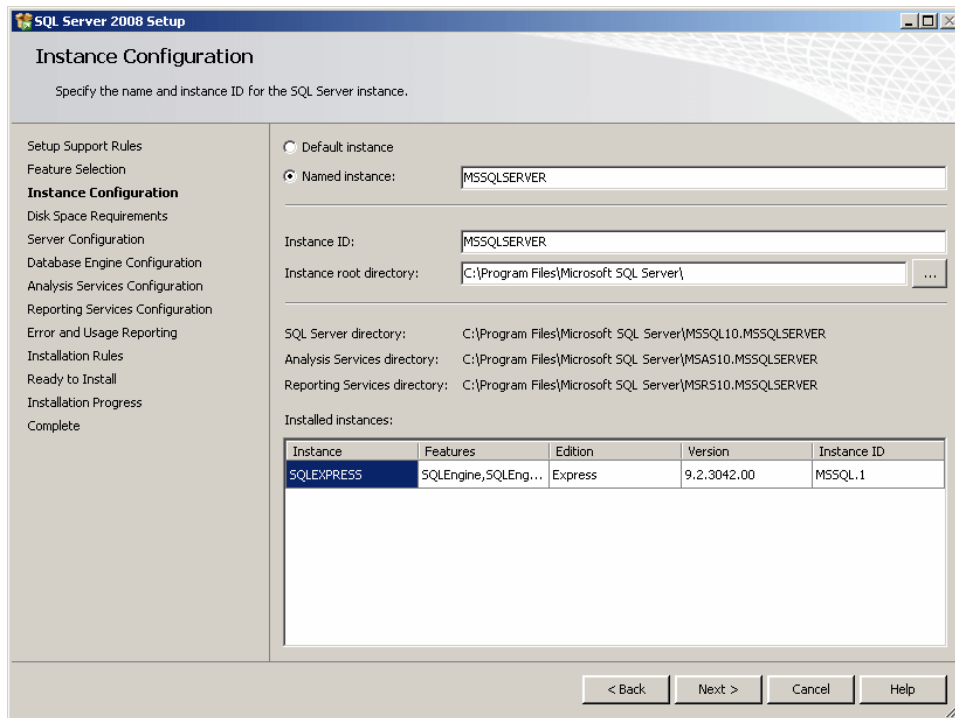 SQL Server 2008 Setup
Instance Configuration
Specify the name and instance ID for the SQL Server instance.
Setup Support Rules
Feature Selection
Instance Configuration
Disk Space Requirements
Server Configuration
Database Engine Configuration
Analysis Services Configuration
Reporting Services Configuration
Error and Usage Reporting
Installation Rules
Ready to Install
Installation Progress
Complete
Default instance
Named instance: MSSQLSERVER
Instance ID: MSSQLSERVER
Instance root directory: C:\Program Files\Microsoft SQL Server\ ...
SQL Server directory: C:\Program Files\Microsoft SQL Server\MSSQL10.MSSQLSERVER
Analysis Services directory: C:\Program Files\Microsoft SQL Server\MSAS10.MSSQLSERVER
Reporting Services directory: C:\Program Files\Microsoft SQL Server\MSRS10.MSSQLSERVER
Installed instances:
Instance Features Edition Version Instance ID
SQLEXPRESS SQLEngine,SQLEng... Express 9.2.3042.00 MSSQL.1
< Back Next > Cancel Help